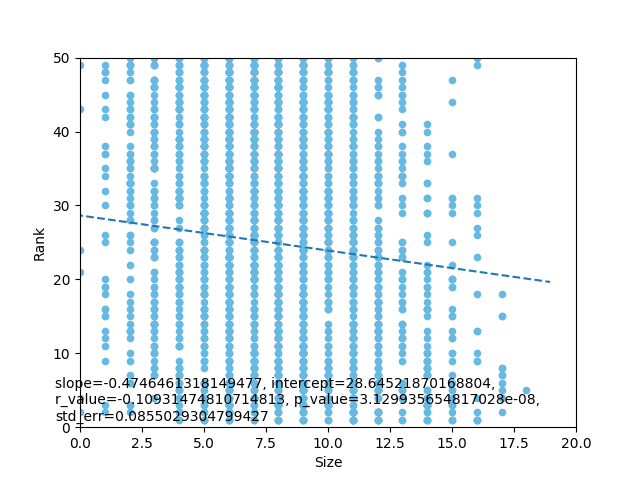 50
40
30
20
10
0
Rank
slope=-0.4746461318149477, intercept=28.64521870168804,
r_value=-0.10931474810714813, p_value=3.129935654817028e-08,
std_err=0.0855029304799427
0.0 2.5 5.0 7.5 10.0 12.5 15.0 17.5 20.0
Size